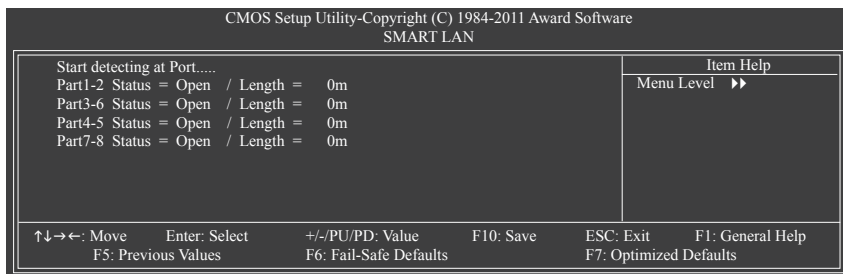 CMOS Setup Utility-Copyright (C) 1984-2011 Award Software
SMART LAN
Start detecting at Port.....
Part1-2 Status = Open / Length = 0m
Part3-6 Status = Open / Length = 0m
Part4-5 Status = Open / Length = 0m
Part7-8 Status = Open / Length = 0m
Item Help
Menu Level ▶▶
↑↓→←: Move Enter: Select +/-/PU/PD: Value F10: Save ESC: Exit F1: General Help
F5: Previous Values F6: Fail-Safe Defaults F7: Optimized Defaults